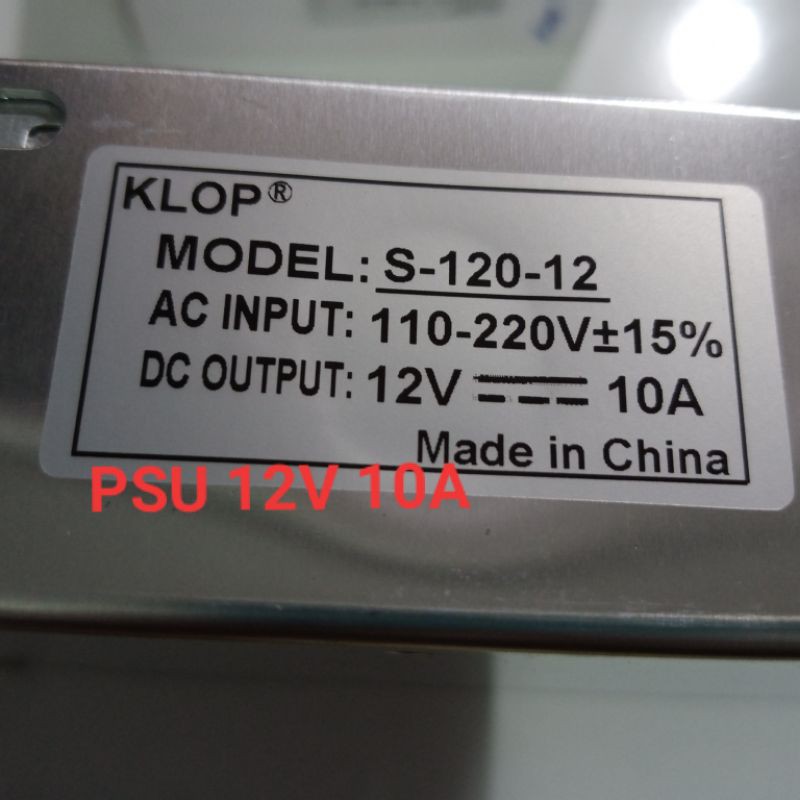 KLOP®
MODEL: S-120-12
AC INPUT: 110-220V±15%
DC OUTPUT: 12V ⎓ 10A
Made in China
PSU 12V 10A